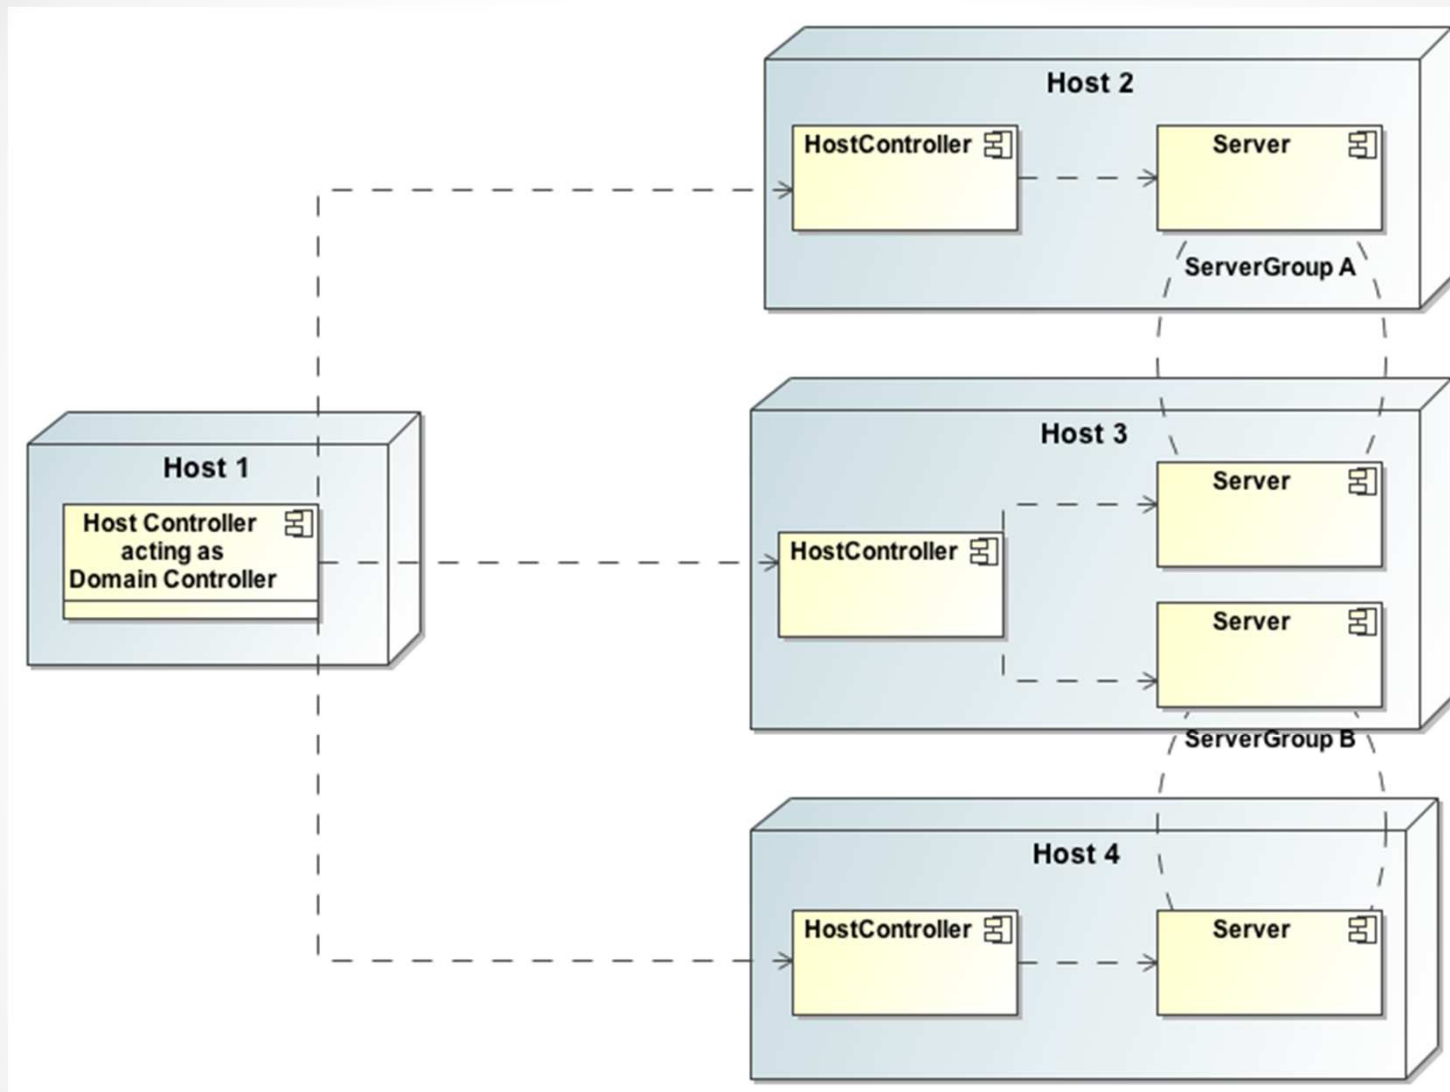 Host 2
HostController
Server
ServerGroup A
Host 1
Host Controller
acting as
Domain Controller
Host 3
HostController
Server
Server
ServerGroup B
Host 4
HostController
Server